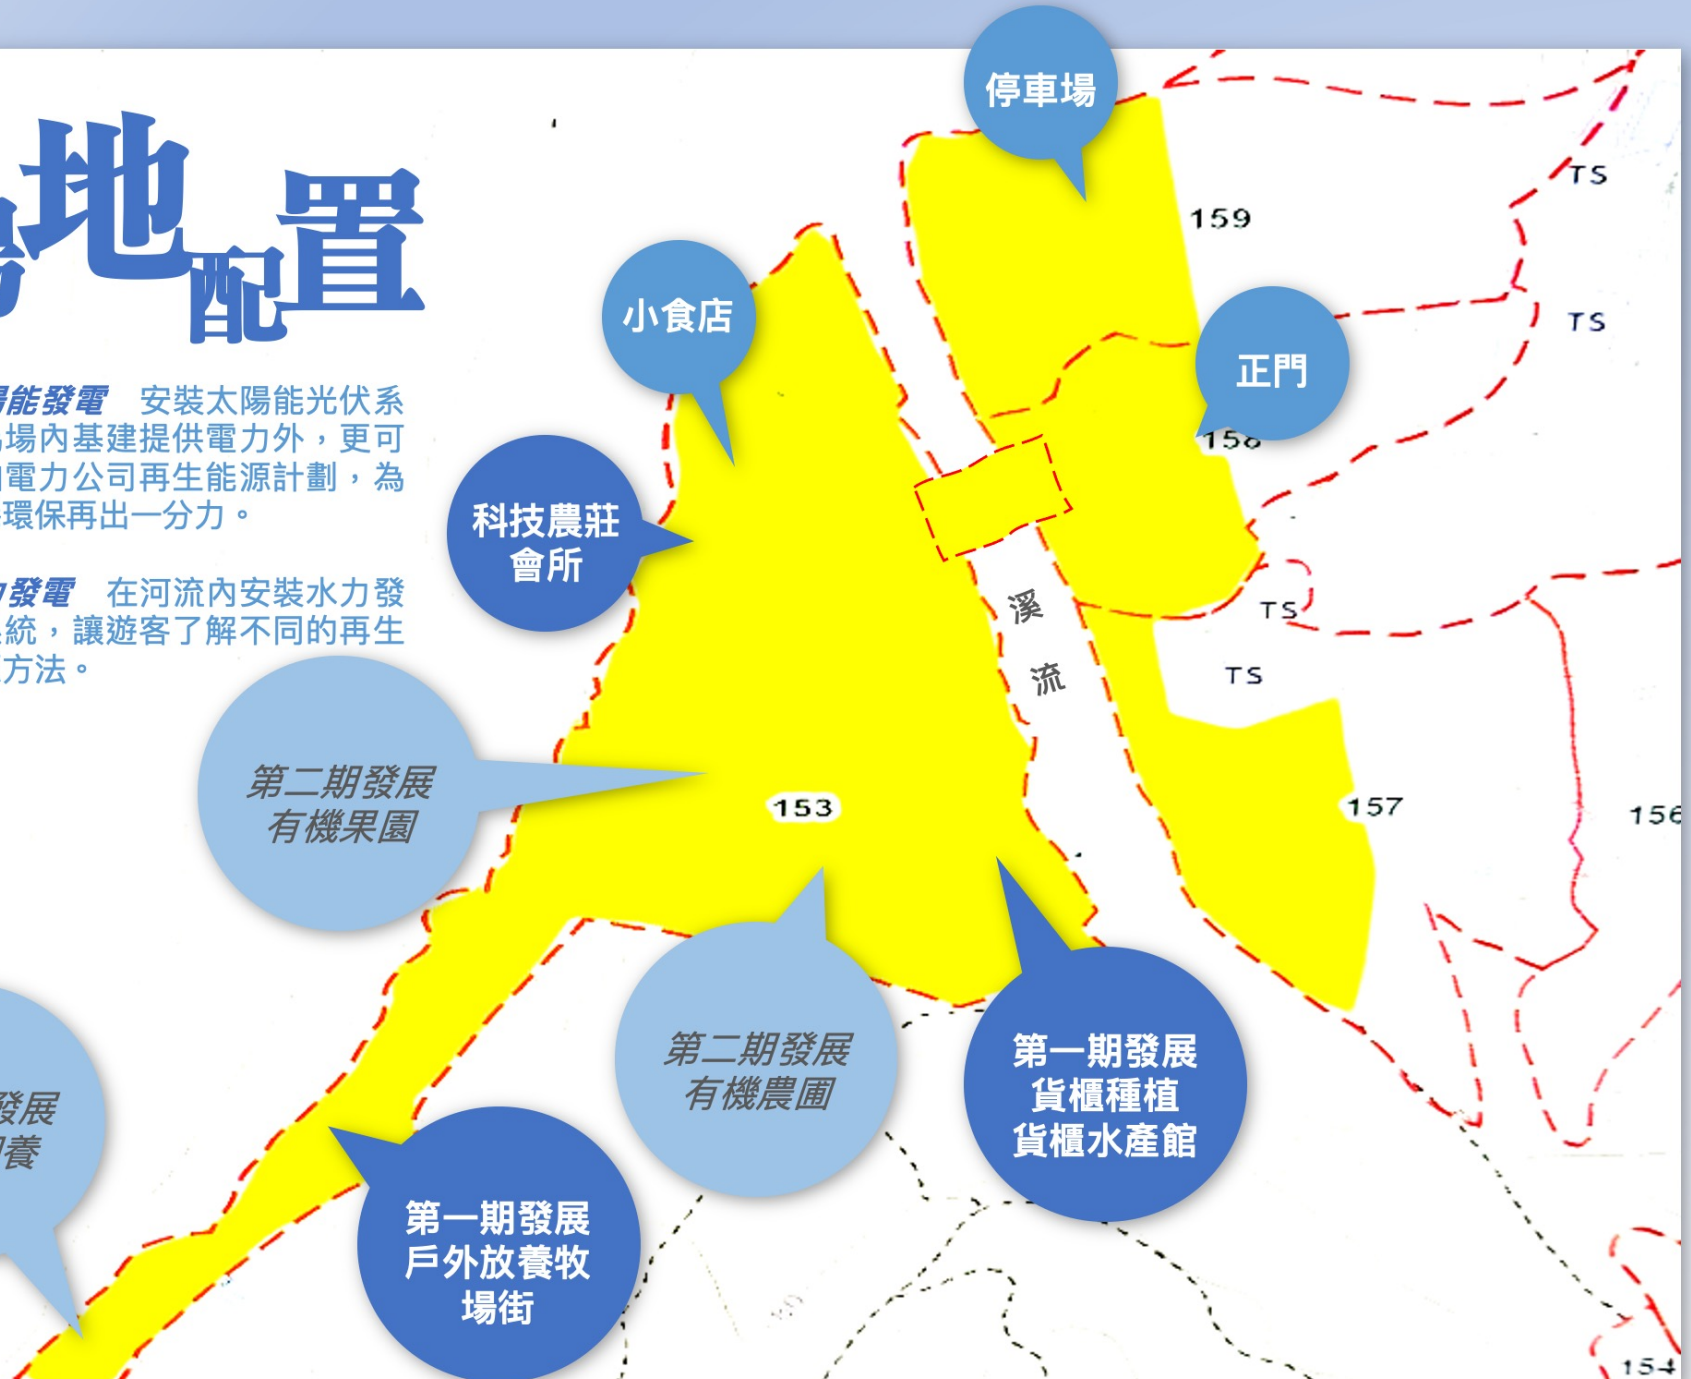 地配置
能發電 安裝太陽能光伏系
場內基建提供電力外，更可
電力公司再生能源計劃，為
環保再出一分力。
發電 在河流內安裝水力發
統，讓遊客了解不同的再生
方法。
停車場
159
TS
TS
小食店
正門
158
科技農莊
會所
溪
流
TS
TS
第二期發展
有機果園
153
157
156
第二期發展
有機農圃
第一期發展
貨櫃種植
貨櫃水產館
發展
養
第一期發展
戶外放養牧
場街
154